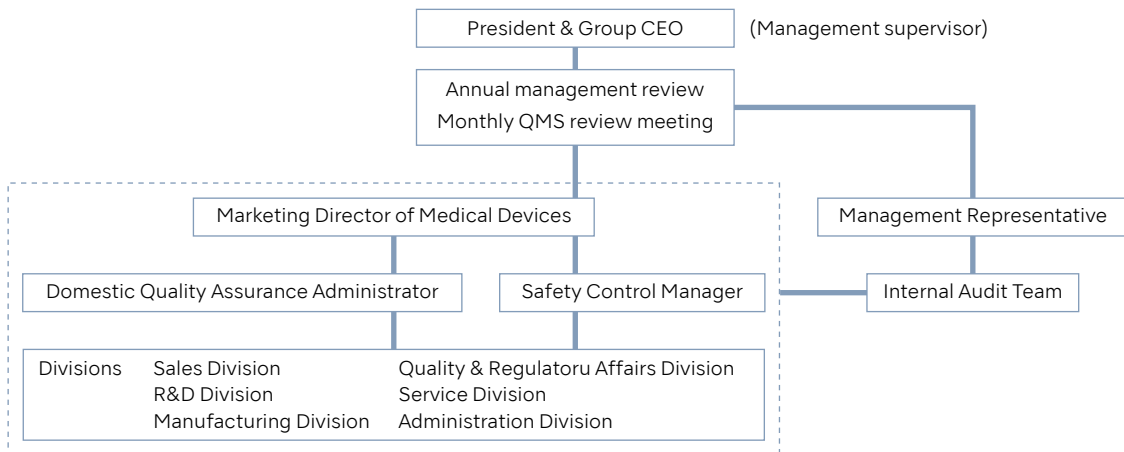 President & Group CEO (Management supervisor)
Annual management review
Monthly QMS review meeting
Marketing Director of Medical Devices
Management Representative
Domestic Quality Assurance Administrator
Safety Control Manager
Internal Audit Team
Divisions Sales Division Quality & Regulatoru Affairs Division
R&D Division Service Division
Manufacturing Division Administration Division